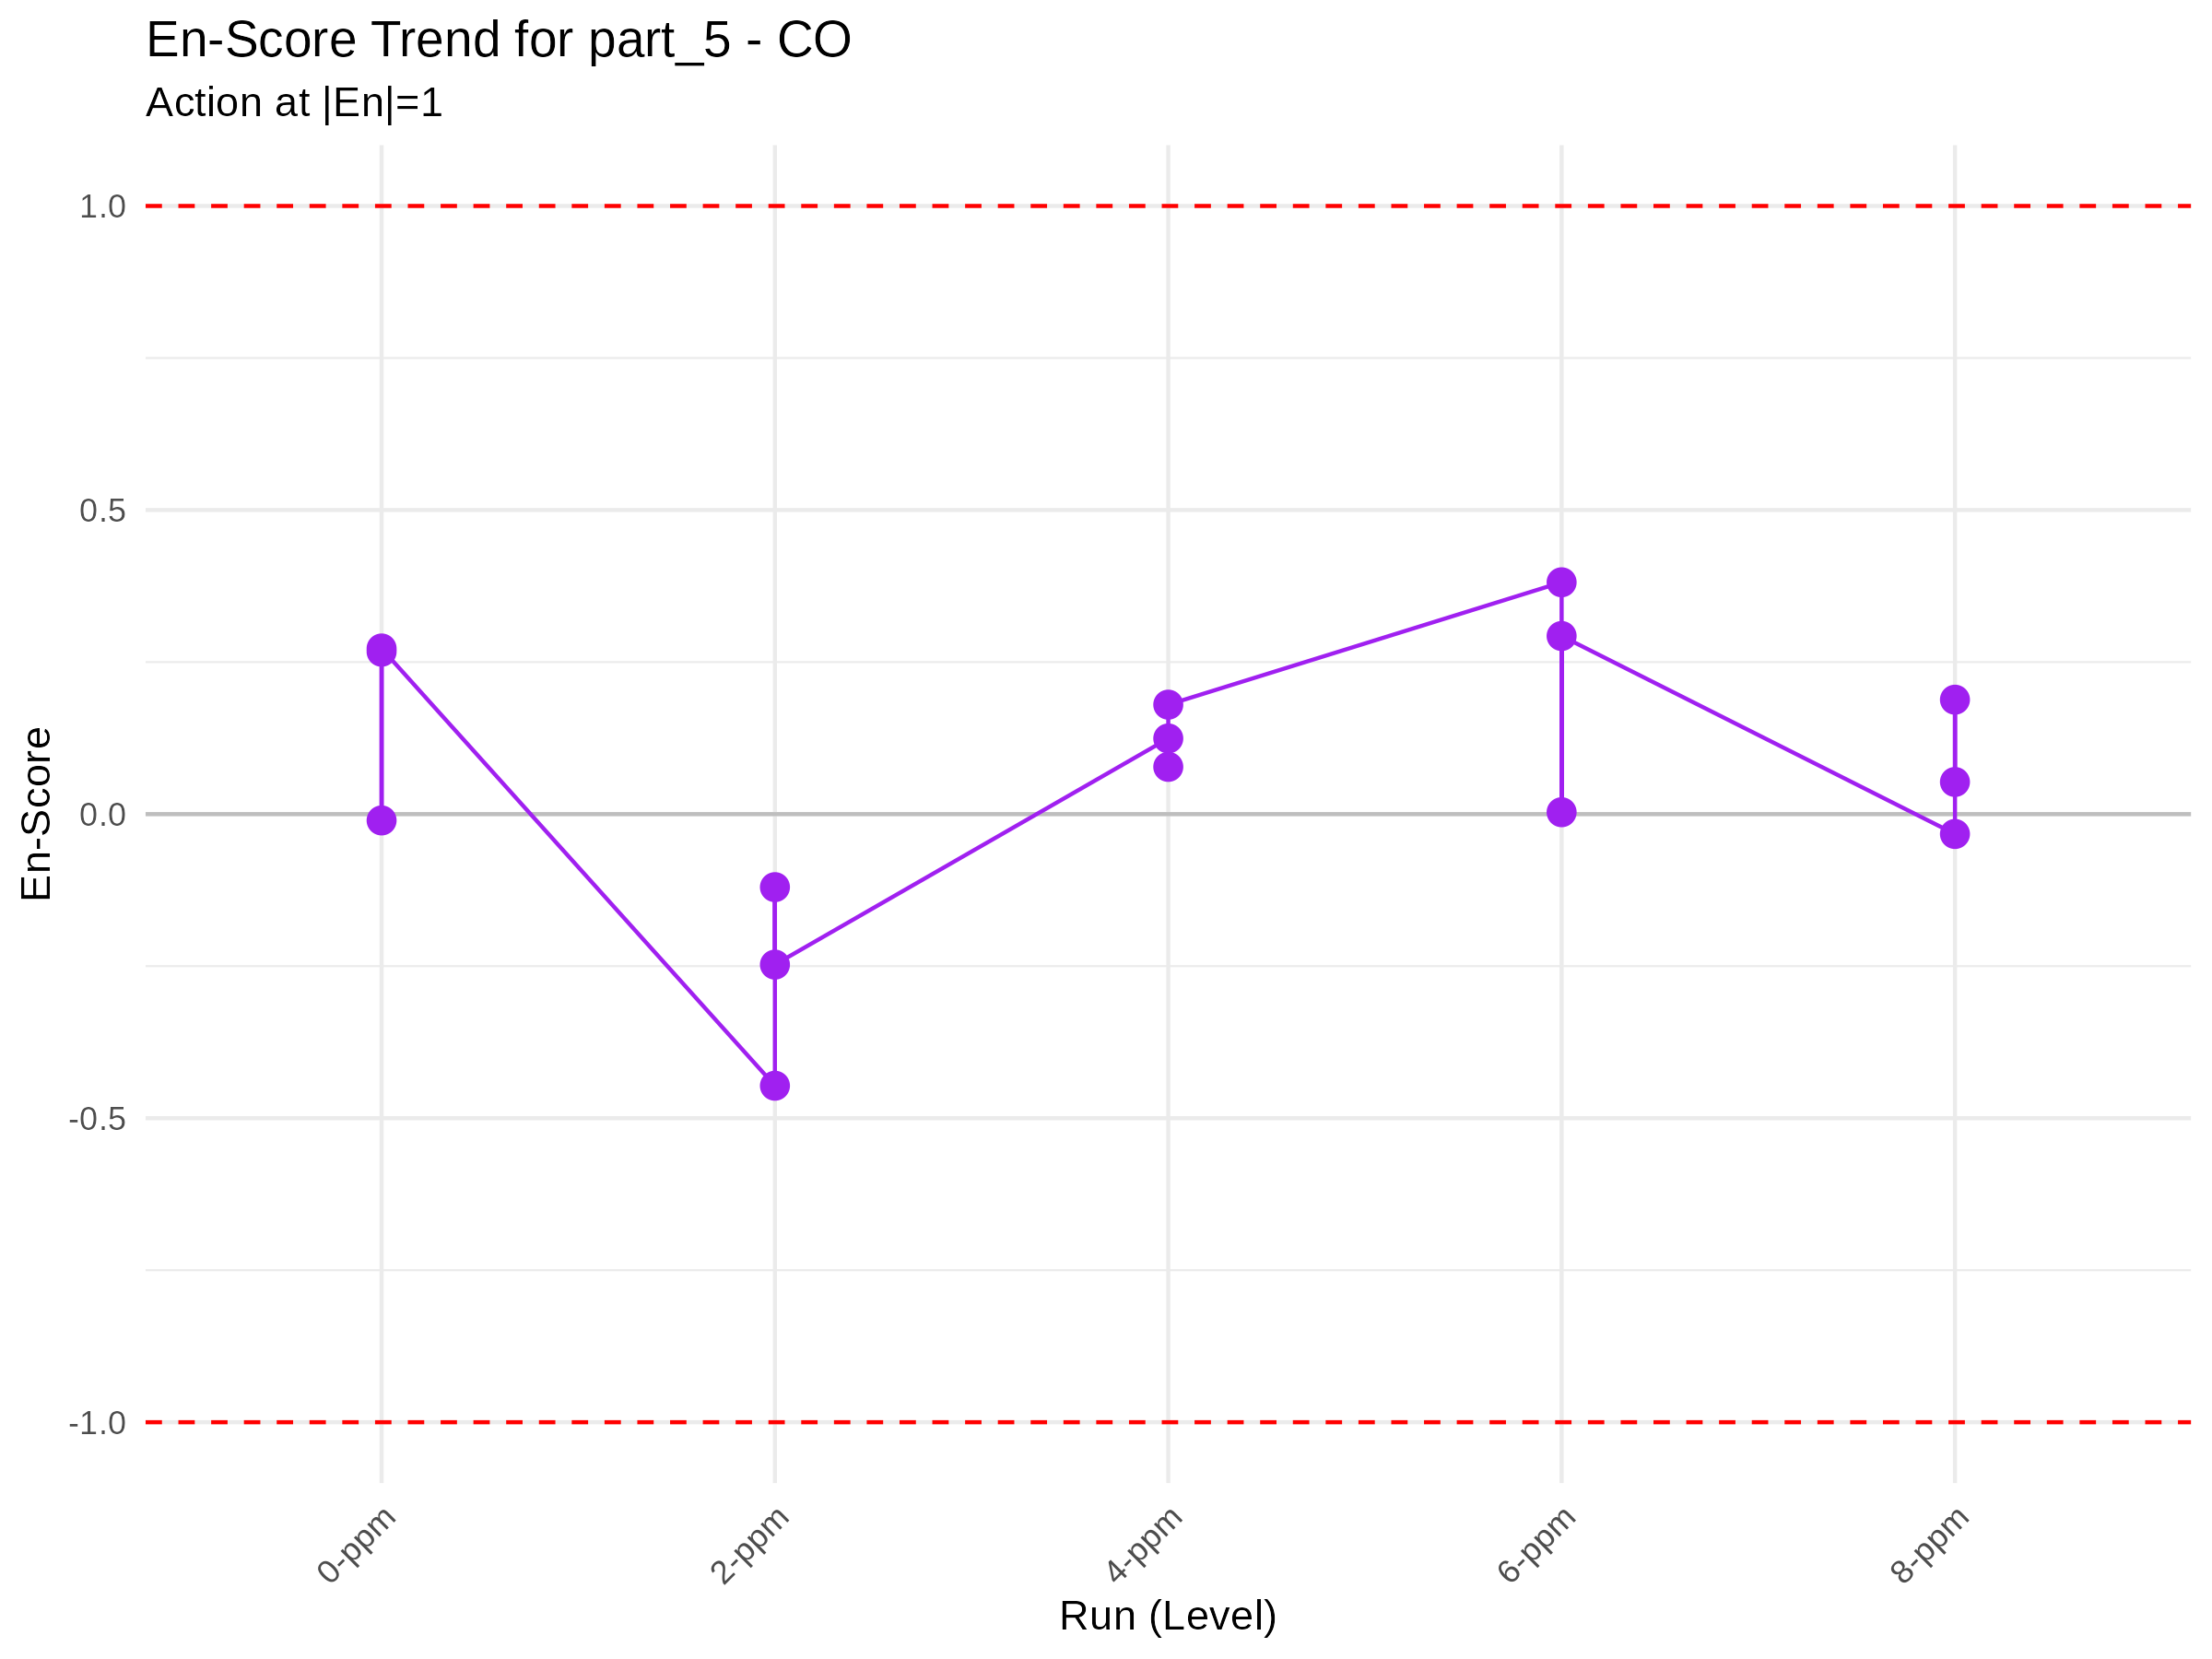 En-Score Trend for part_5 - CO
Action at |En|=1
1.0
0.5
0.0
-0.5
-1.0
En-Score
0-ppm
2-ppm
4-ppm
6-ppm
8-ppm
Run (Level)